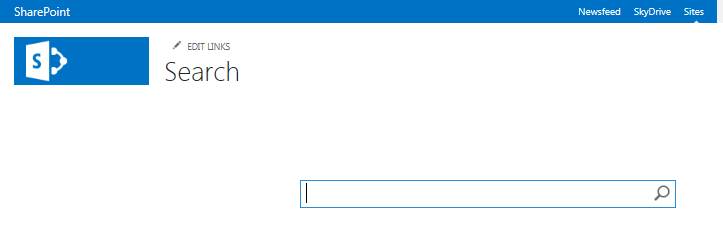 SharePoint
Newsfeed SkyDrive Sites
S
EDIT LINKS
Search